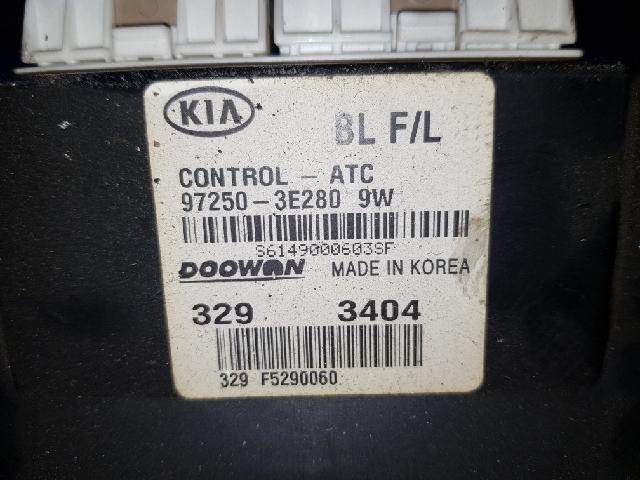 KIA
BL F/L
CONTROL - ATC
97250-3E280 9W
S6149000603SF
DOOWON
MADE IN KOREA
329 3404
329 F5290060